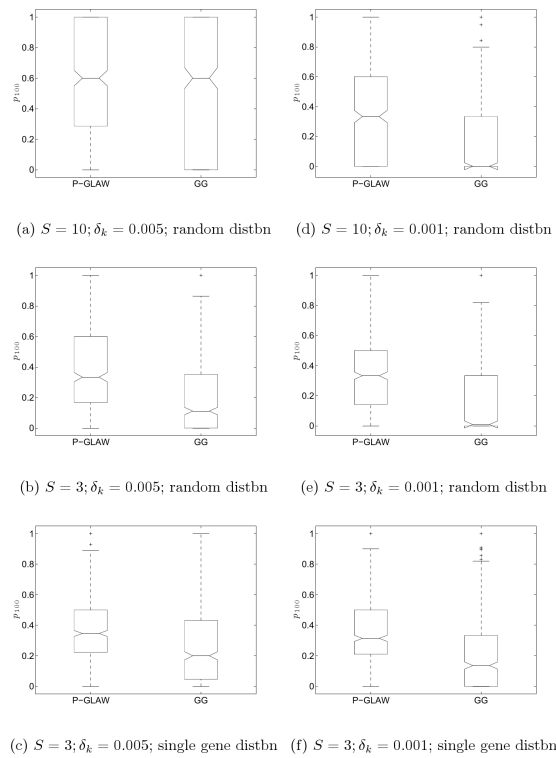 1
0.8
0.6
0.4
0.2
0
p100
P−GLAW GG
1
0.8
0.6
0.4
0.2
0
p100
P−GLAW GG
(a) S = 10; δk = 0.005; random distbn (d) S = 10; δk = 0.001; random distbn
1
0.8
0.6
0.4
0.2
0
p100
P−GLAW GG
1
0.8
0.6
0.4
0.2
0
p100
P−GLAW GG
(b) S = 3; δk = 0.005; random distbn (e) S = 3; δk = 0.001; random distbn
1
0.8
0.6
0.4
0.2
0
p100
P−GLAW GG
1
0.8
0.6
0.4
0.2
0
p100
P−GLAW GG
(c) S = 3; δk = 0.005; single gene distbn (f) S = 3; δk = 0.001; single gene distbn